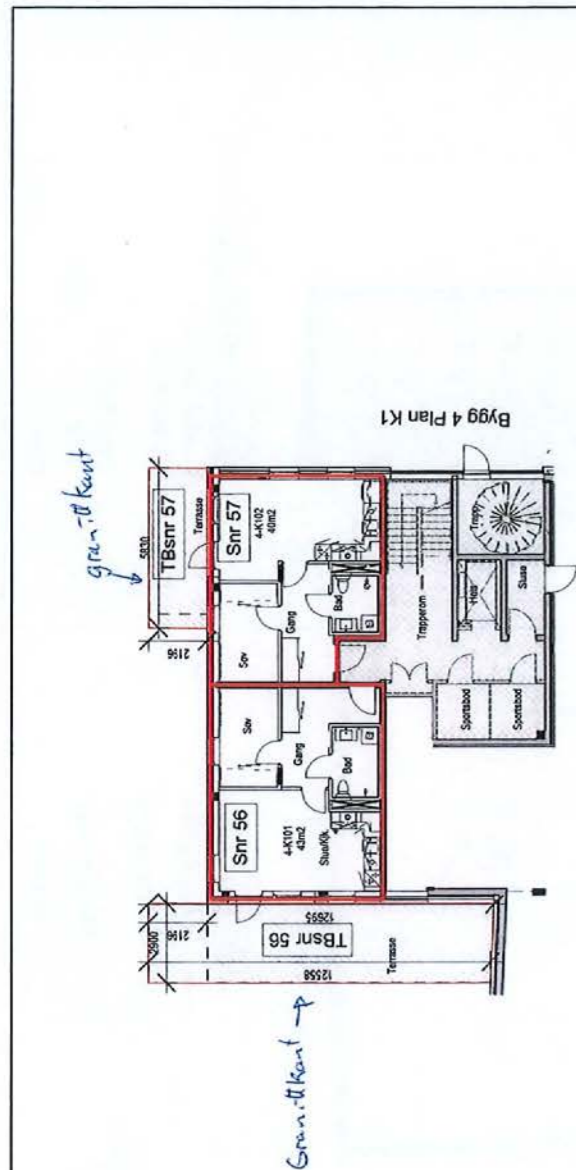 granittkant
5830
TBsnr 57
Terrasse
2196
Snr 57
4-K102
40m2
Sov
Gang
Bad
Bygg 4 Plan K1
Trapp
Trapperom
Heis
Sluse
Sportsbod
Sportsbod
Sov
Gang
Bad
Snr 56
4-K101
43m2
Stue/Kjk
2900
2196
12695
TBsnr 56
12558
Terrasse
Granittkant